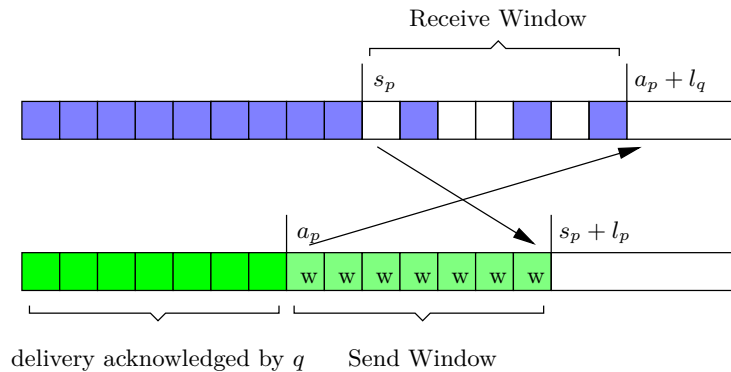 Receive Window
s_p
a_p + l_q
a_p
s_p + l_p
w w w w w w w
delivery acknowledged by q
Send Window